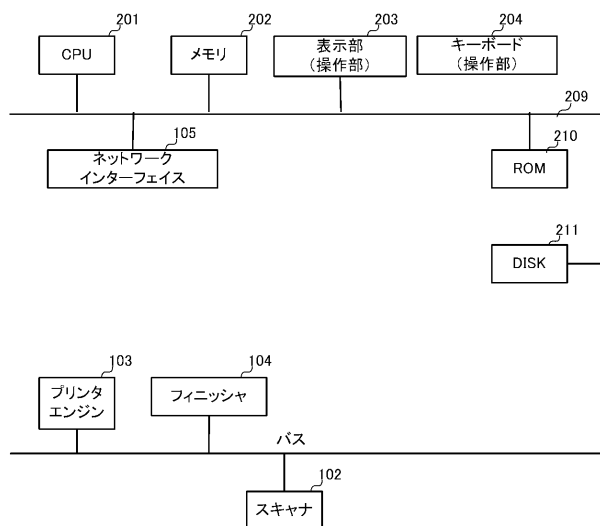 201
202
203
204
CPU
メモリ
表示部
(操作部)
キーボード
(操作部)
209
105
210
ネットワーク
インターフェイス
ROM
211
DISK
103
104
プリンタ
エンジン
フィニッシャ
バス
102
スキャナ